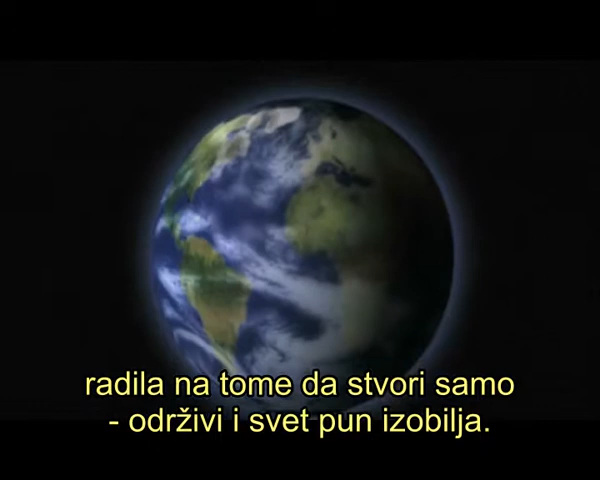 radila na tome da stvori samo
- održivi i svet pun izobilja.